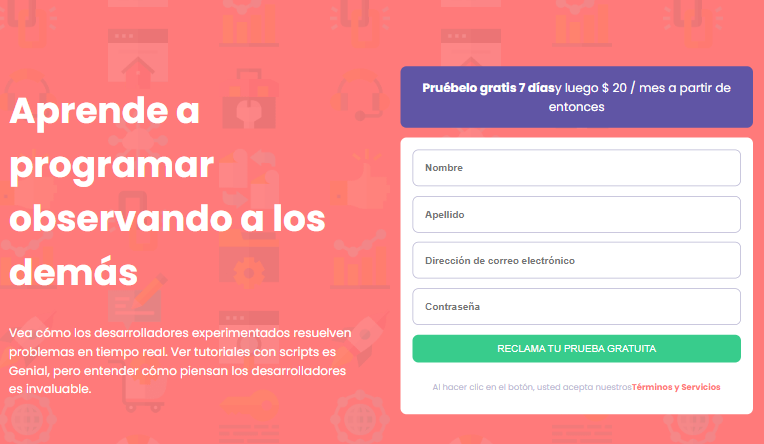 Aprende a
programar
observando a los
demás
Vea cómo los desarrolladores experimentados resuelven
problemas en tiempo real. Ver tutoriales con scripts es
Genial, pero entender cómo piensan los desarrolladores
es invaluable.
Pruébelo gratis 7 díasy luego $ 20 / mes a partir de
entonces
Nombre
Apellido
Dirección de correo electrónico
Contraseña
RECLAMA TU PRUEBA GRATUITA
Al hacer clic en el botón, usted acepta nuestrosTérminos y Servicios